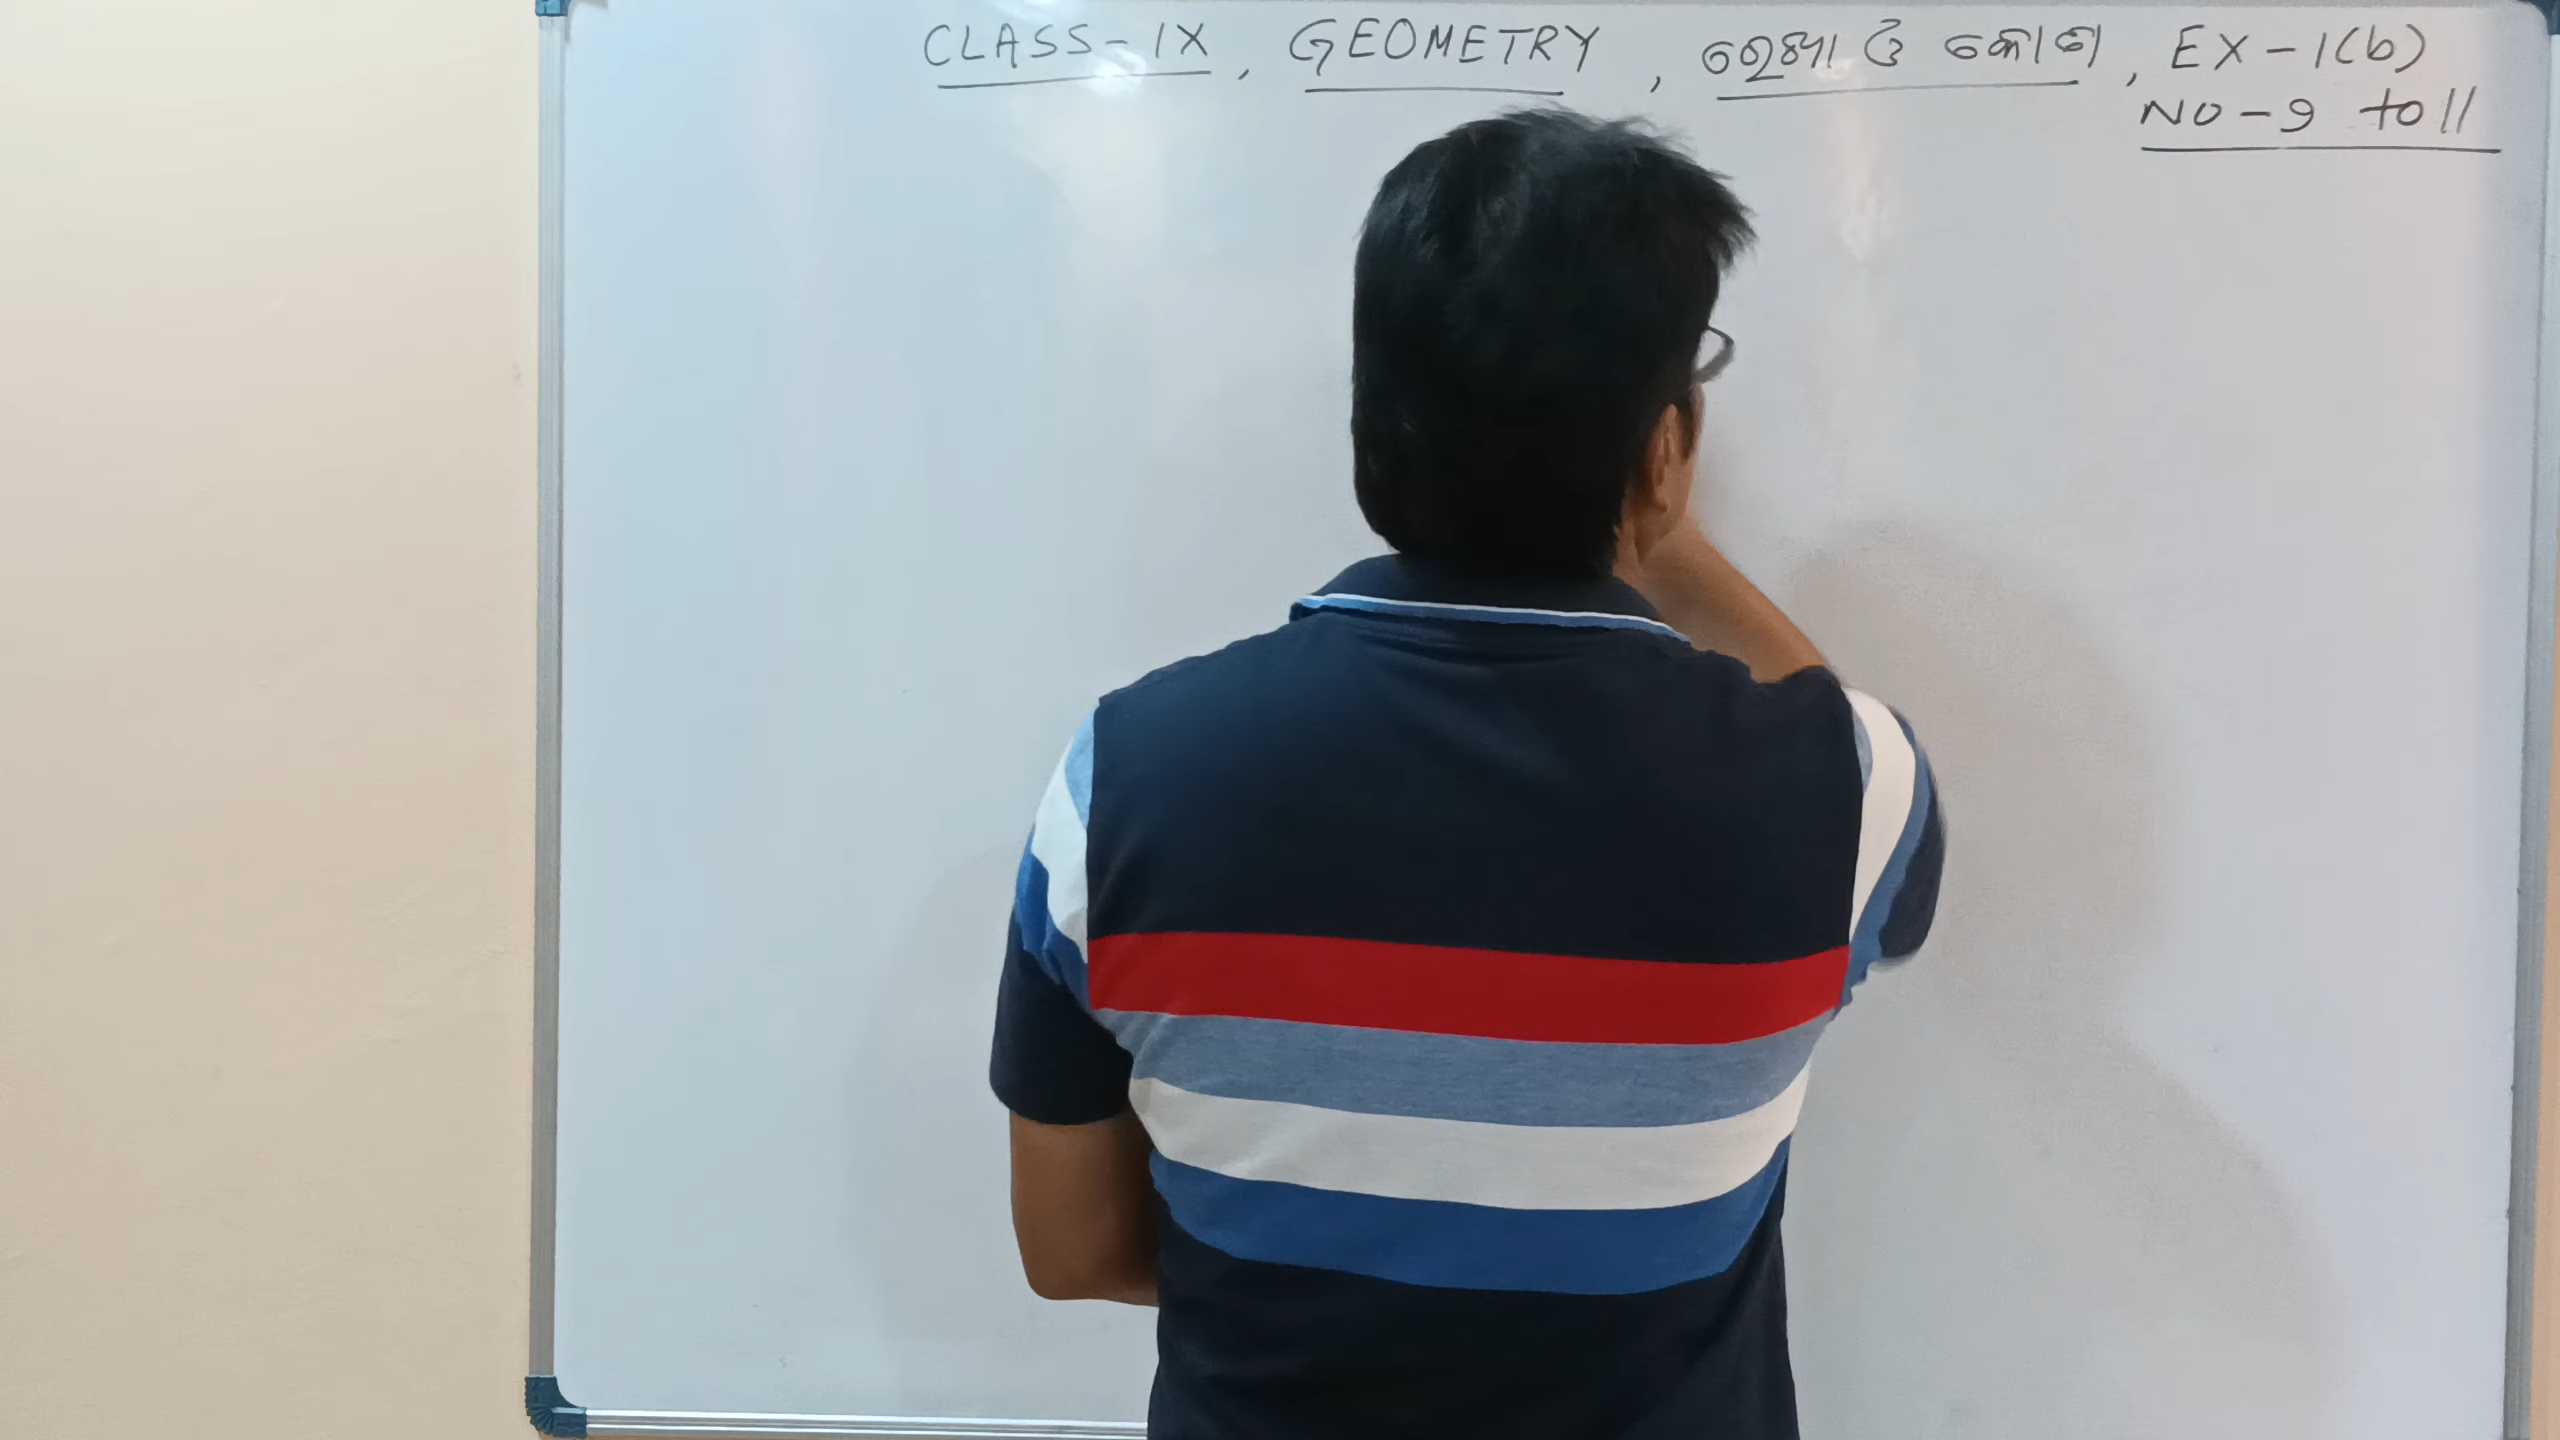 CLASS-IX, GEOMETRY, ରେଖା ଓ କୋଣ, EX-1(b)
NO-9 to 11